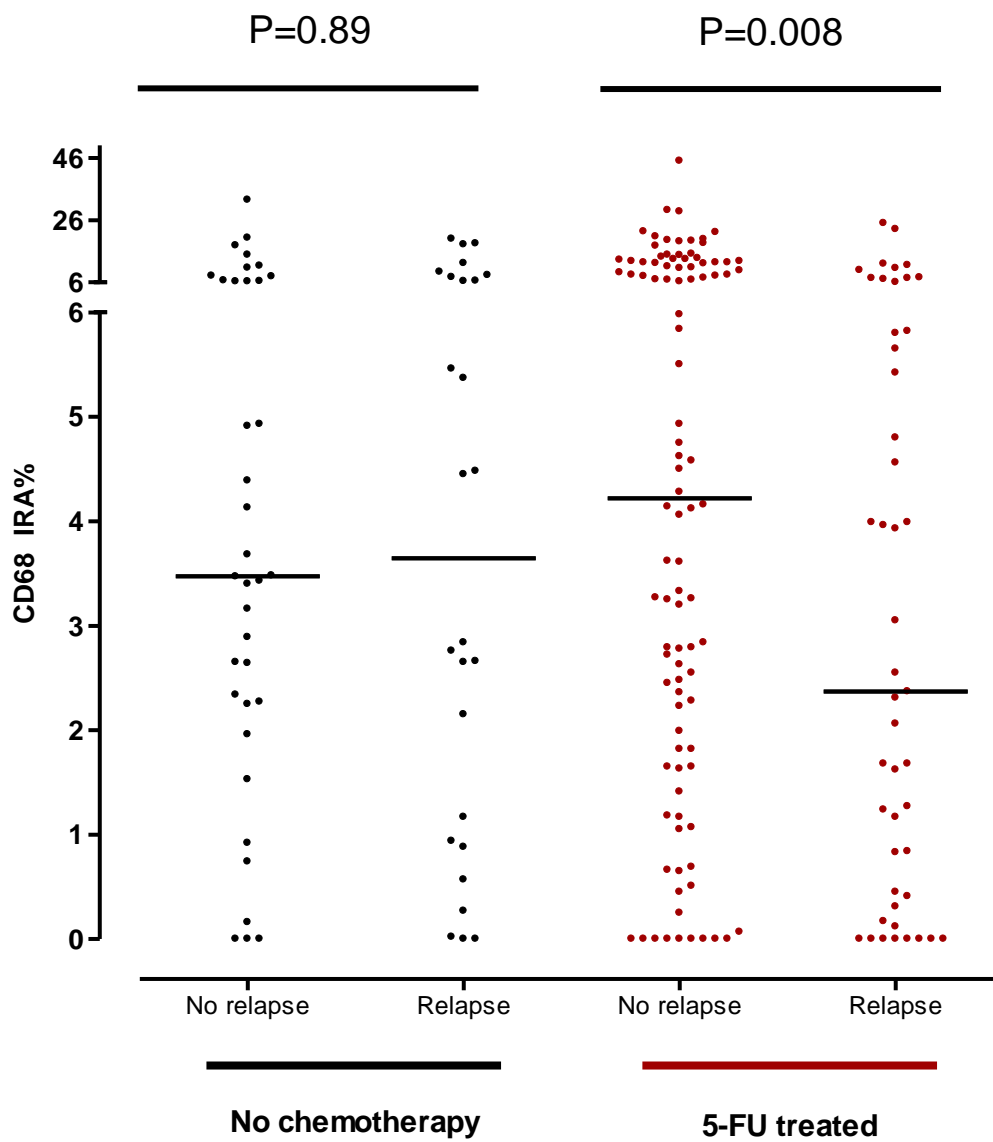 P=0.89
P=0.008
46
26
6
6
5
4
3
2
1
0
CD68 IRA%
No relapse
Relapse
No relapse
Relapse
No chemotherapy
5-FU treated